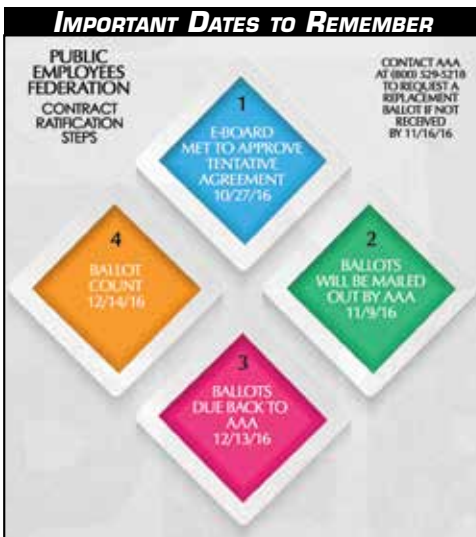 IMPORTANT DATES TO REMEMBER
PUBLIC
EMPLOYEES
FEDERATION
CONTRACT
RATIFICATION
STEPS
CONTACT AAA
AT (800) 529-5218
TO REQUEST A
REPLACEMENT
BALLOT IF NOT
RECEIVED
BY 11/16/16
1
E-BOARD
MET TO APPROVE
TENTATIVE
AGREEMENT
10/27/16
2
BALLOTS
WILL BE MAILED
OUT BY AAA
11/9/16
3
BALLOTS
DUE BACK TO
AAA
12/13/16
4
BALLOT
COUNT
12/14/16